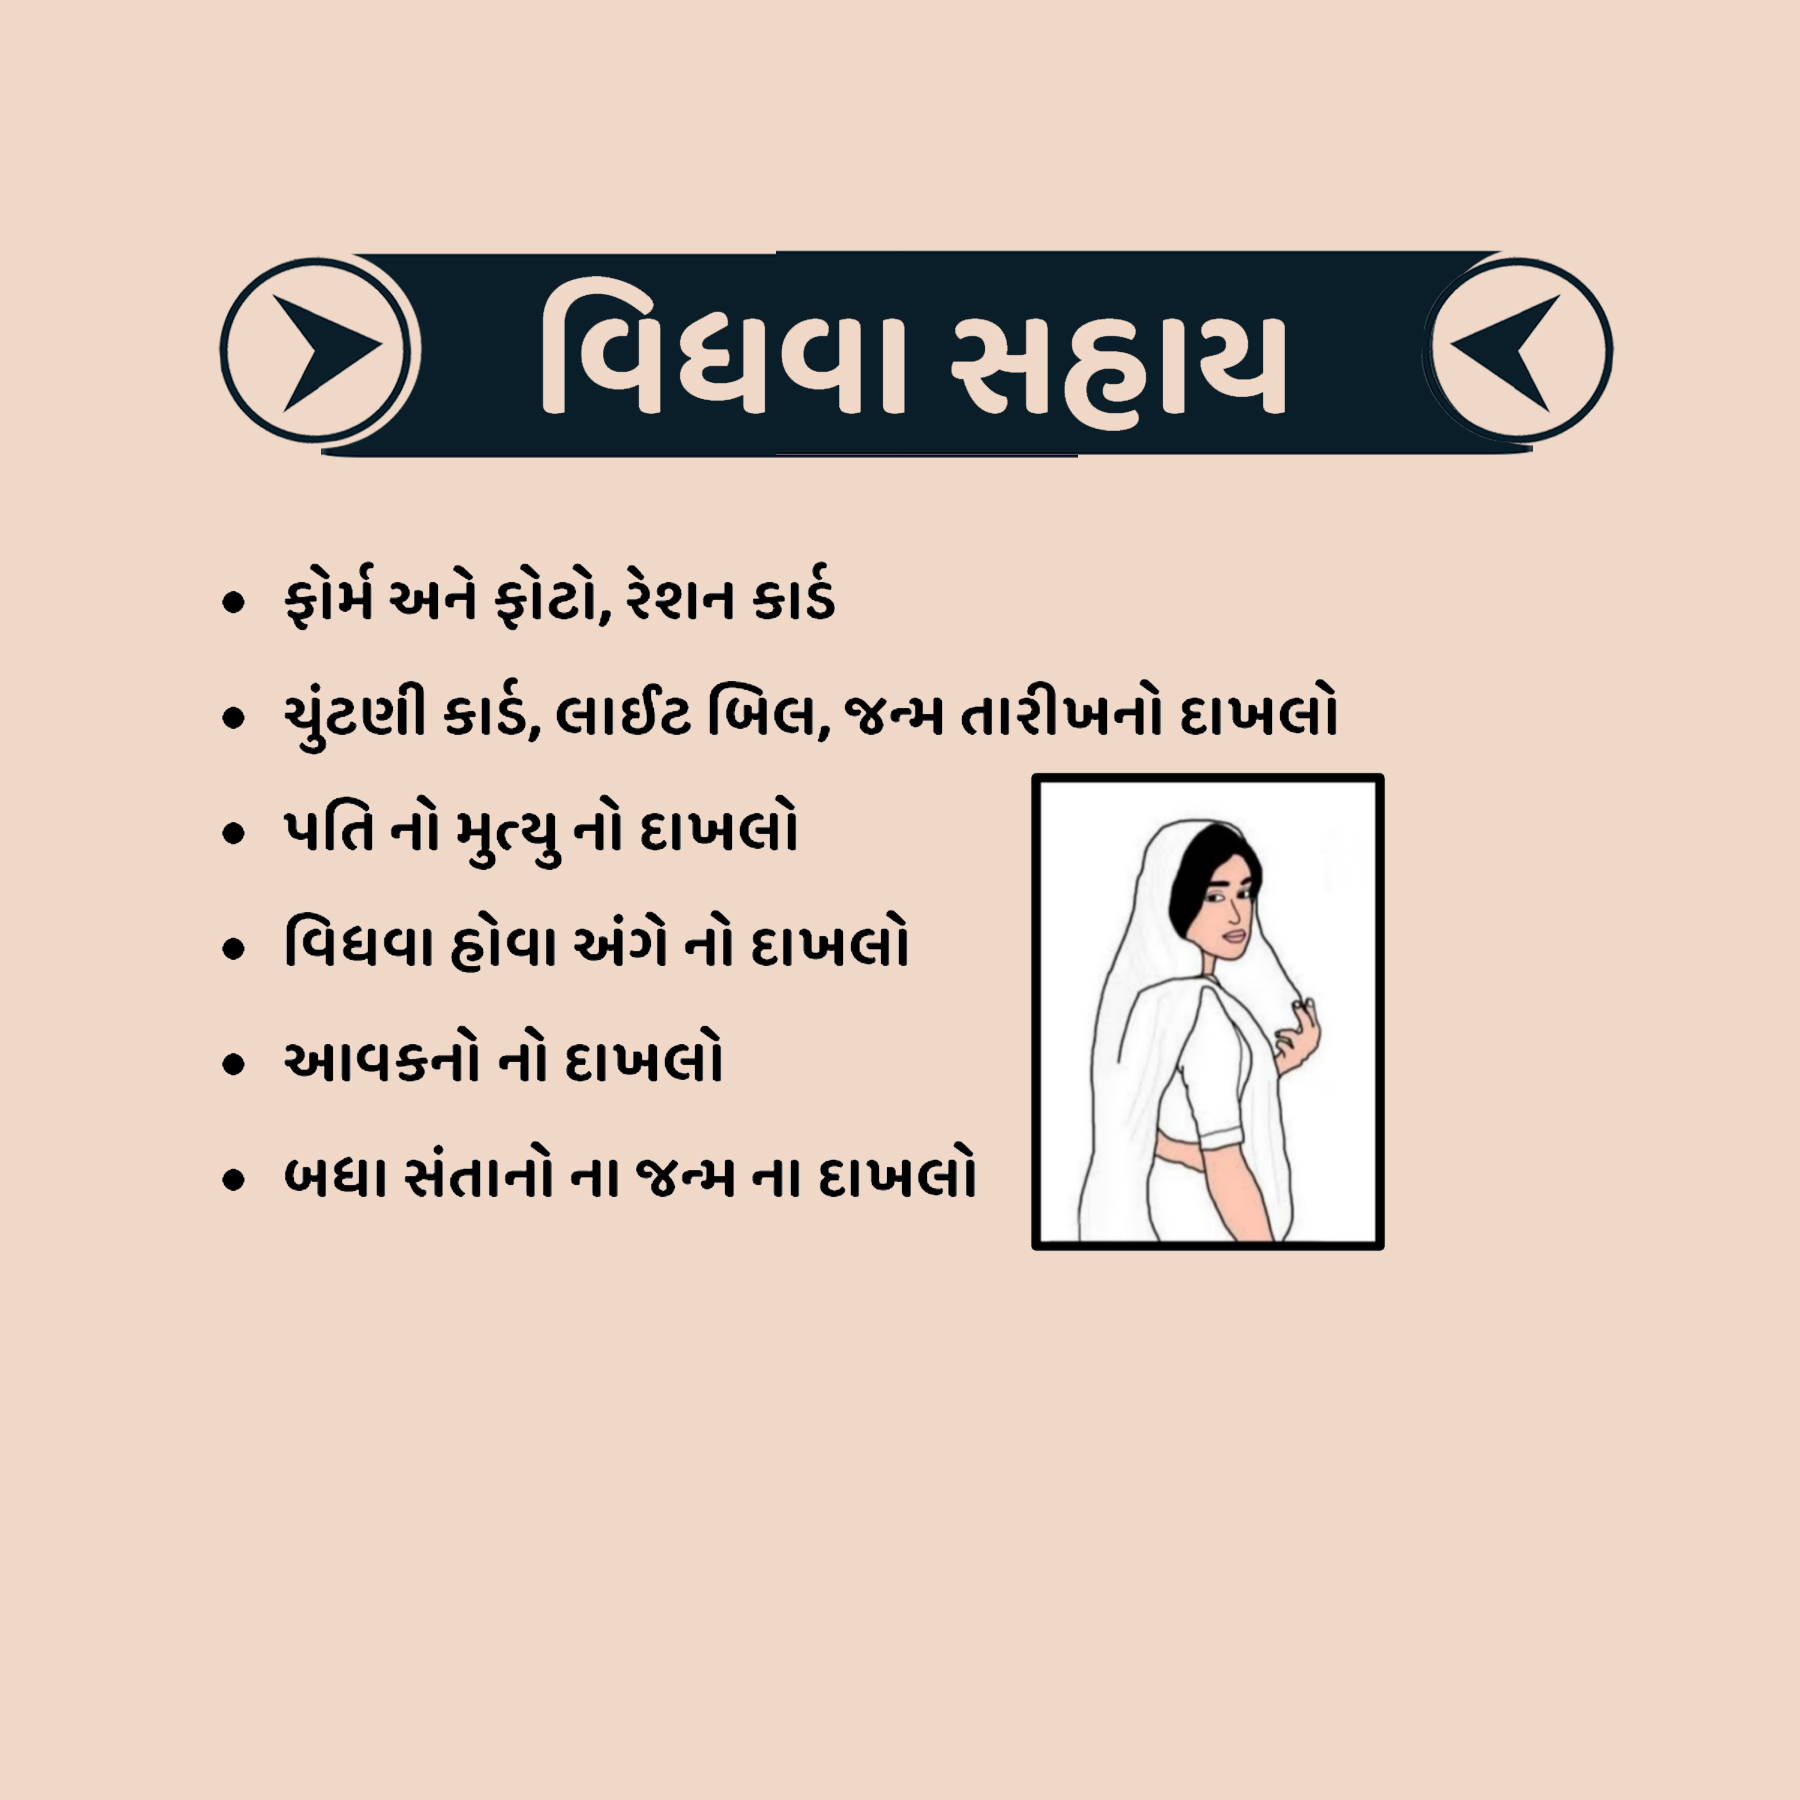 વિધવા સહાય
• ફોર્મ અને ફોટો, રેશન કાર્ડ
• ચુંટણી કાર્ડ, લાઈટ બિલ, જન્મ તારીખનો દાખલો
• પતિ નો મુત્યુ નો દાખલો
• વિધવા હોવા અંગે નો દાખલો
• આવકનો નો દાખલો
• બધા સંતાનો ના જન્મ ના દાખલો